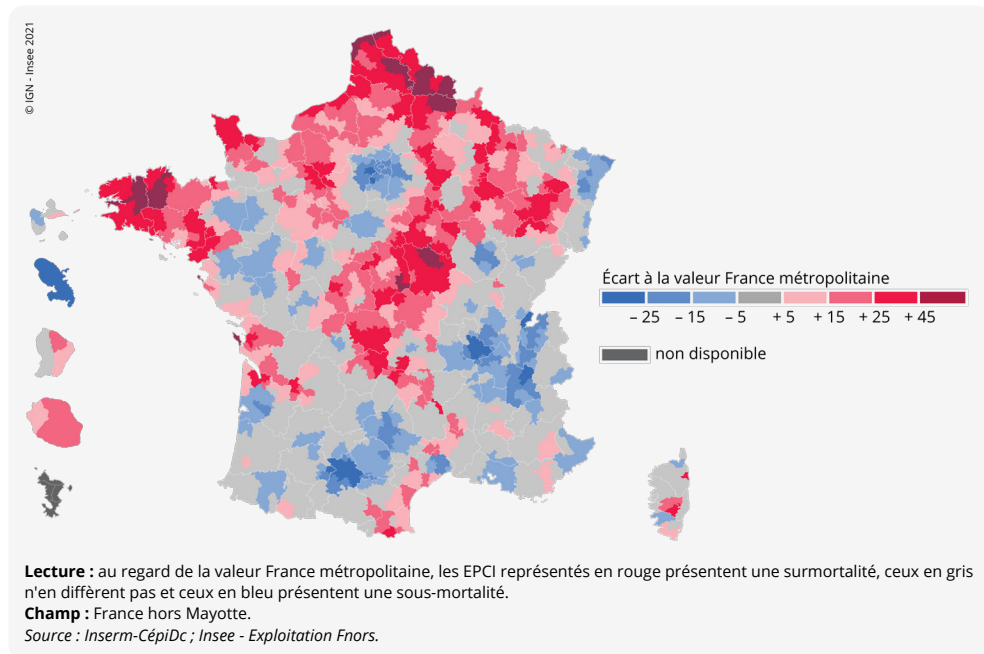 © IGN - Insee 2021
Écart à la valeur France métropolitaine
– 25 – 15 – 5 + 5 + 15 + 25 + 45
non disponible
Lecture : au regard de la valeur France métropolitaine, les EPCI représentés en rouge présentent une surmortalité, ceux en gris
n'en diffèrent pas et ceux en bleu présentent une sous-mortalité.
Champ : France hors Mayotte.
Source : Inserm-CépiDc ; Insee - Exploitation Fnors.